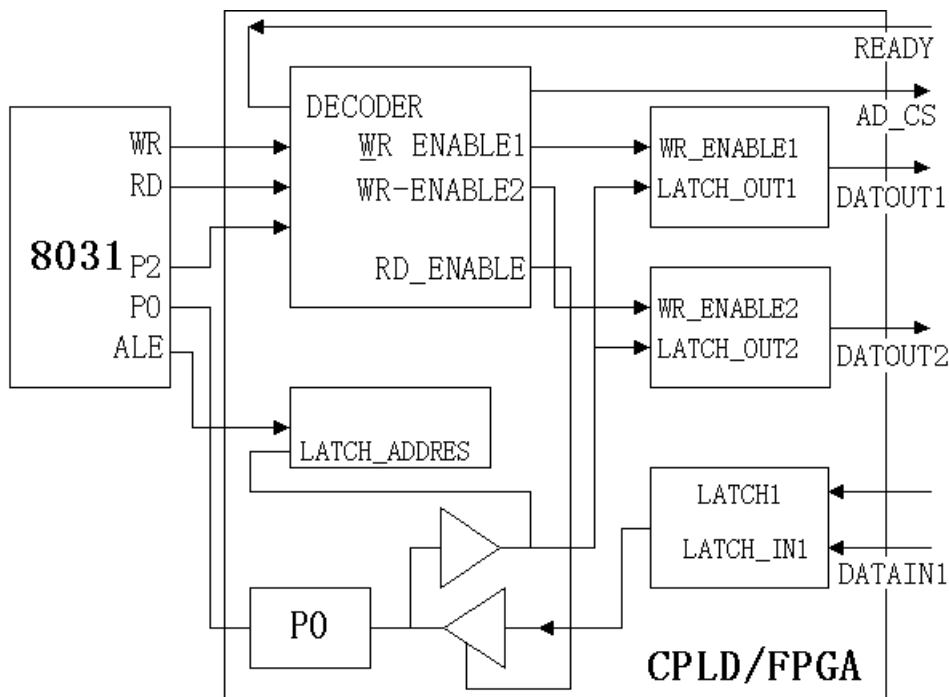 READY
DECODER
AD_CS
WR
WR ENABLE1
WR_ENABLE1
RD
WR-ENABLE2
LATCH_OUT1
DATOUT1
8031
P2
RD_ENABLE
P0
WR_ENABLE2
ALE
LATCH_OUT2
DATOUT2
LATCH_ADDRES
LATCH1
LATCH_IN1
DATAIN1
P0
CPLD/FPGA